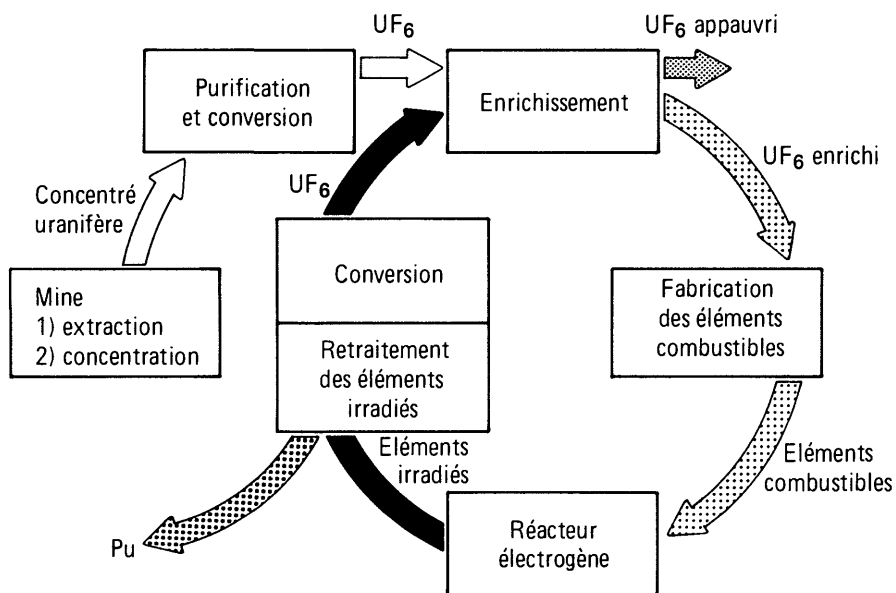 UF6
UF6 appauvri
Purification
et conversion
Enrichissement
UF6 enrichi
UF6
Concentré
uranifère
Mine
1) extraction
2) concentration
Conversion
Retraitement
des éléments
irradiés
Fabrication
des éléments
combustibles
Eléments
irradiés
Eléments
combustibles
Réacteur
électrogène
Pu